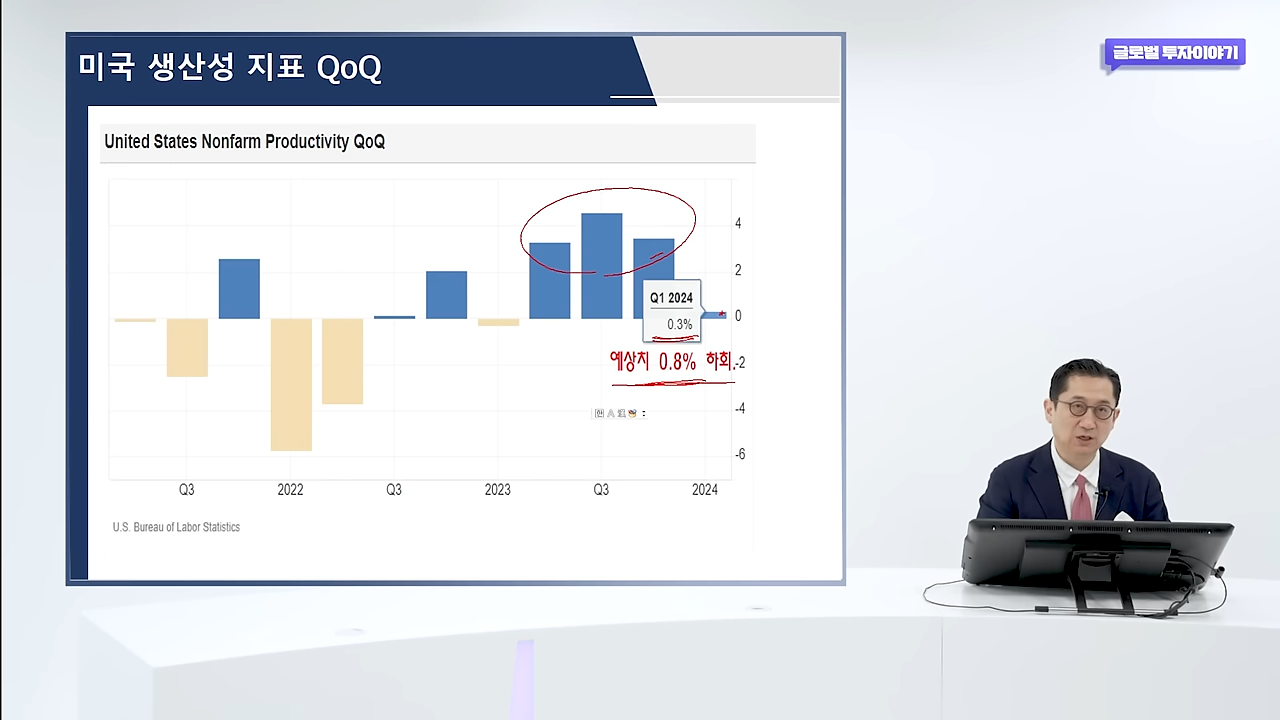 미국 생산성 지표 QoQ
글로벌 투자이야기
United States Nonfarm Productivity QoQ
4
2
0
-2
-4
-6
Q1 2024
0.3%
예상치 0.8% 하회.
Q3
2022
Q3
2023
Q3
2024
U.S. Bureau of Labor Statistics